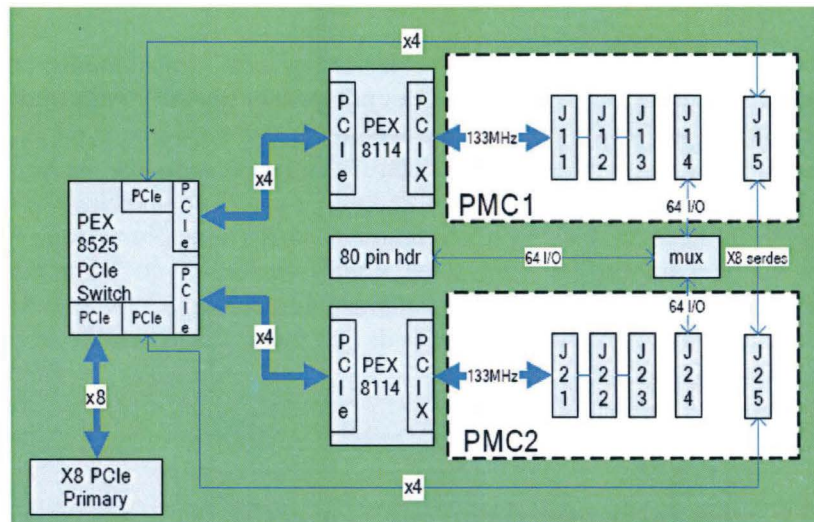 x4
PCIe
PEX
8114
PCIX
133MHz
J11
J12
J13
J14
J15
PMC1
x4
PCIe
PCIe
PEX
8525
PCIe
Switch
PCIe
PCIe
PCIe
64 I/O
80 pin hdr
64 I/O
mux
X8 serdes
64 I/O
x4
PCIe
PEX
8114
PCIX
133MHz
J21
J22
J23
J24
J25
PMC2
x8
X8 PCIe
Primary
x4